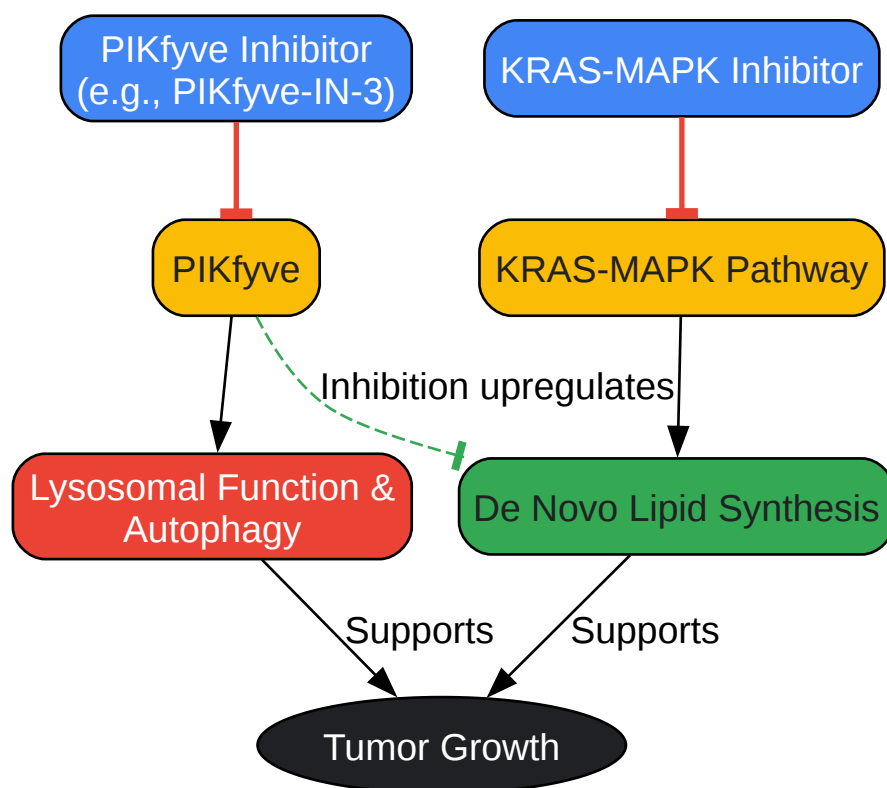 PIKfyve Inhibitor
(e.g., PIKfyve-IN-3)
KRAS-MAPK Inhibitor
PIKfyve
KRAS-MAPK Pathway
Inhibition upregulates
Lysosomal Function &
Autophagy
De Novo Lipid Synthesis
Supports
Supports
Tumor Growth